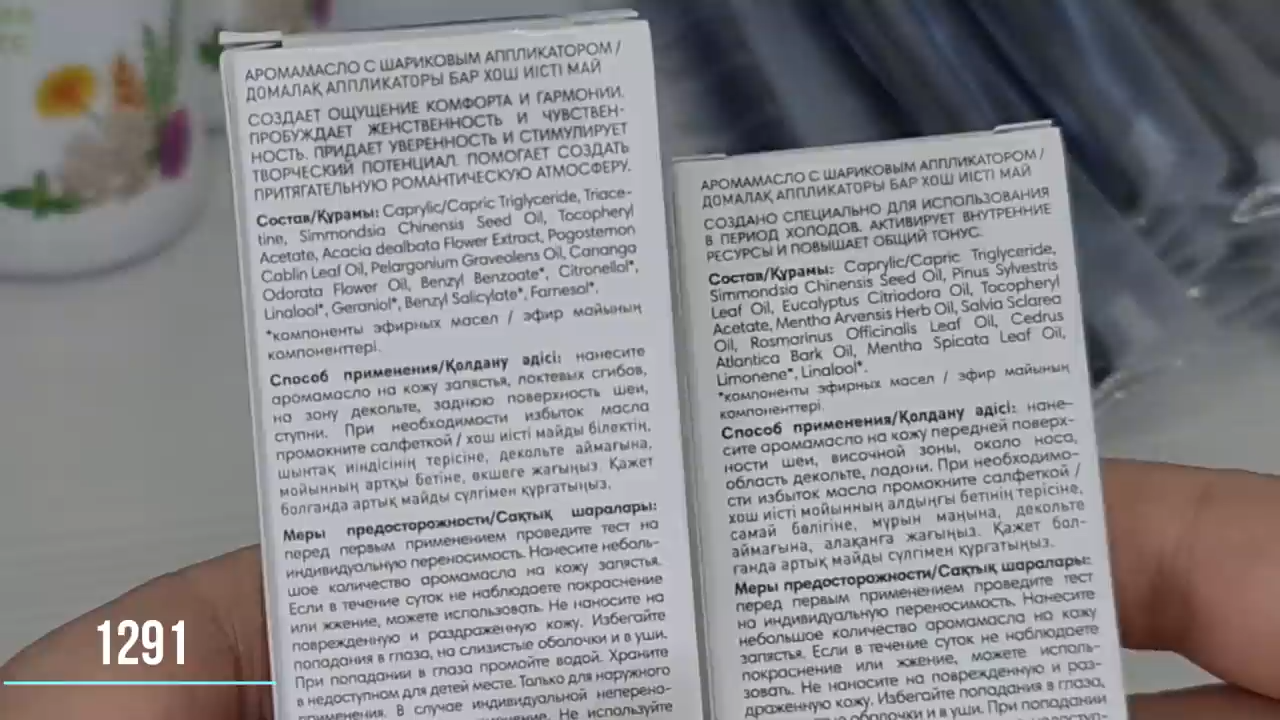 АРОМАМАСЛО С ШАРИКОВЫМ АППЛИКАТОРОМ /
ДОМАЛАҚ АППЛИКАТОРЫ БАР ХОШ ИІСТІ МАЙ
СОЗДАЕТ ОЩУЩЕНИЕ КОМФОРТА И ГАРМОНИИ.
ПРОБУЖДАЕТ ЖЕНСТВЕННОСТЬ И ЧУВСТВЕН-
НОСТЬ. ПРИДАЕТ УВЕРЕННОСТЬ И СТИМУЛИРУЕТ
ТВОРЧЕСКИЙ ПОТЕНЦИАЛ. ПОМОГАЕТ СОЗДАТЬ
ПРИТЯГАТЕЛЬНУЮ РОМАНТИЧЕСКУЮ АТМОСФЕРУ.
Состав/Құрамы: Caprylic/Capric Triglyceride, Triace-
tine, Simmondsia Chinensis Seed Oil, Tocopheryl
Acetate, Acacia dealbata Flower Extract, Pogostemon
Cablin Leaf Oil, Pelargonium Graveolens Oil, Cananga
Odorata Flower Oil, Benzyl Benzoate*, Citronellol*,
Linalool*, Geraniol*, Benzyl Salicylate*, Farnesol*.
*компоненты эфирных масел / эфир майының
компоненттері.
Способ применения/Қолдану әдісі: нанесите
аромамасло на кожу запястья, локтевых сгибов,
на зону декольте, заднюю поверхность шеи,
ступни. При необходимости избыток масла
промокните салфеткой / хош иісті майды білектің,
шынтақ иіндісінің терісіне, декольте аймағына,
мойынның артқы бетіне, өкшеге жағыңыз. Қажет
болғанда артық майды сүлгімен құрғатыңыз.
Меры предосторожности/Сақтық шаралары:
перед первым применением проведите тест на
индивидуальную переносимость. Нанесите неболь-
шое количество аромамасла на кожу запястья.
Если в течение суток не наблюдаете покраснение
или жжение, можете использовать. Не наносите на
поврежденную и раздраженную кожу. Избегайте
попадания в глаза, на слизистые оболочки и в уши.
При попадании в глаза промойте водой. Храните
в недоступном для детей месте. Только для наружного
применения. В случае индивидуальной неперено-
Не используйте
АРОМАМАСЛО С ШАРИКОВЫМ АППЛИКАТОРОМ /
ДОМАЛАҚ АППЛИКАТОРЫ БАР ХОШ ИІСТІ МАЙ
СОЗДАНО СПЕЦИАЛЬНО ДЛЯ ИСПОЛЬЗОВАНИЯ
В ПЕРИОД ХОЛОДОВ. АКТИВИРУЕТ ВНУТРЕННИЕ
РЕСУРСЫ И ПОВЫШАЕТ ОБЩИЙ ТОНУС.
Состав/Құрамы: Caprylic/Capric Triglyceride,
Simmondsia Chinensis Seed Oil, Pinus Sylvestris
Leaf Oil, Eucalyptus Citriodora Oil, Tocopheryl
Acetate, Mentha Arvensis Herb Oil, Salvia Sclarea
Oil, Rosmarinus Officinalis Leaf Oil, Cedrus
Atlantica Bark Oil, Mentha Spicata Leaf Oil,
Limonene*, Linalool*.
*компоненты эфирных масел / эфир майының
компоненттері.
Способ применения/Қолдану әдісі: нане-
сите аромамасло на кожу передней поверх-
ности шеи, височной зоны, около носа,
область декольте, ладони. При необходимо-
сти избыток масла промокните салфеткой /
хош иісті мойынның алдыңғы бетінің терісіне,
самай бөлігіне, мұрын маңына, декольте
аймағына, алақанға жағыңыз. Қажет бол-
ғанда артық майды сүлгімен құрғатыңыз.
Меры предосторожности/Сақтық шаралары:
перед первым применением проведите тест
на индивидуальную переносимость. Нанесите
небольшое количество аромамасла на кожу
запястья. Если в течение суток не наблюдаете
покраснение или жжение, можете исполь-
зовать. Не наносите на поврежденную и раз-
драженную кожу. Избегайте попадания в глаза,
оболочки и в уши. При попадании
1291